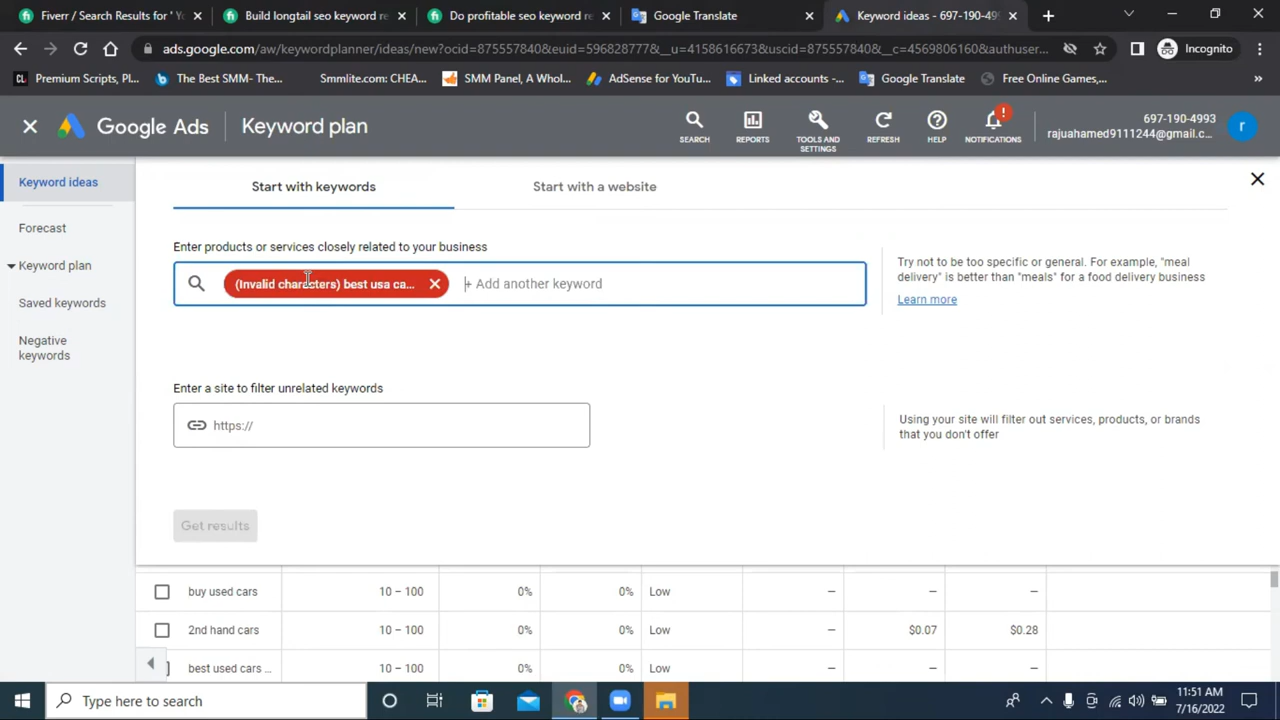 Fiverr / Search Results for ' Y
Build longtail seo keyword re
Do profitable seo keyword re
Google Translate
Keyword ideas - 697-190-499
ads.google.com/aw/keywordplanner/ideas/new?ocid=875557840&euid=596828777&__u=4158616673&uscid=875557840&__c=4569806160&authuser...
Incognito
Premium Scripts, Pl...
The Best SMM- The...
Smmlite.com: CHEA...
SMM Panel, A Whol...
AdSense for YouTu...
Linked accounts -...
Google Translate
Free Online Games,...
Google Ads
Keyword plan
SEARCH
REPORTS
TOOLS AND SETTINGS
REFRESH
HELP
NOTIFICATIONS
697-190-4993
rajuahamed9111244@gmail.c...
r
Keyword ideas
Forecast
Keyword plan
Saved keywords
Negative
keywords
Start with keywords
Start with a website
Enter products or services closely related to your business
(Invalid characters) best usa ca...
+ Add another keyword
Try not to be too specific or general. For example, "meal
delivery" is better than "meals" for a food delivery business
Learn more
Enter a site to filter unrelated keywords
https://
Using your site will filter out services, products, or brands
that you don't offer
Get results
buy used cars 10 – 100 0% 0% Low – – –
2nd hand cars 10 – 100 0% 0% Low – $0.07 $0.28
best used cars ... 10 – 100 0% 0% Low – – –
Type here to search
11:51 AM
7/16/2022